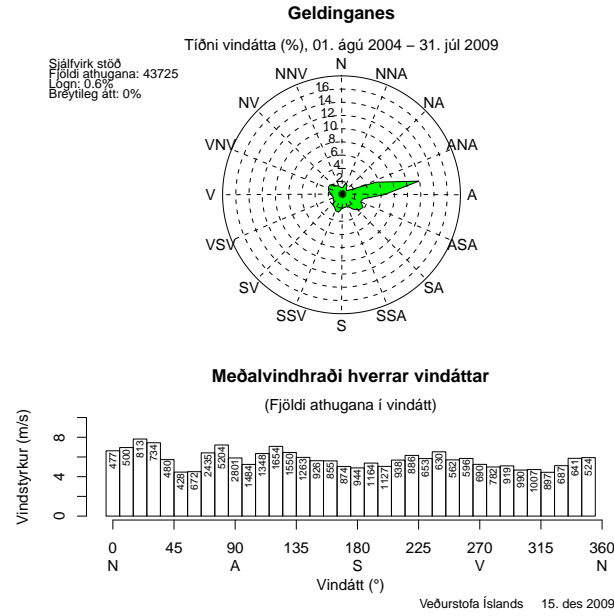 Geldinganes
Tíðni vindátta (%), 01. ágú 2004 − 31. júl 2009
Sjálfvirk stöð
Fjöldi athugana: 43725
Logn: 0.6%
Breytileg átt: 0%
N
NNV
NNA
NV
NA
VNV
ANA
V
A
VSV
ASA
SV
SA
SSV
SSA
S
16
14
12
10
8
6
4
2
Meðalvindhraði hverrar vindáttar
(Fjöldi athugana í vindátt)
Vindstyrkur (m/s)
8
4
0
477 500 813 734 480 428 672 2435 5204 2801 1484 1348 1654 1550 1263 926 855 874 944 1164 1127 938 886 653 630 562 596 690 782 919 990 1007 897 687 641 524
0 45 90 135 180 225 270 315 360
N A S V N
Vindátt (°)
Veðurstofa Íslands 15. des 2009